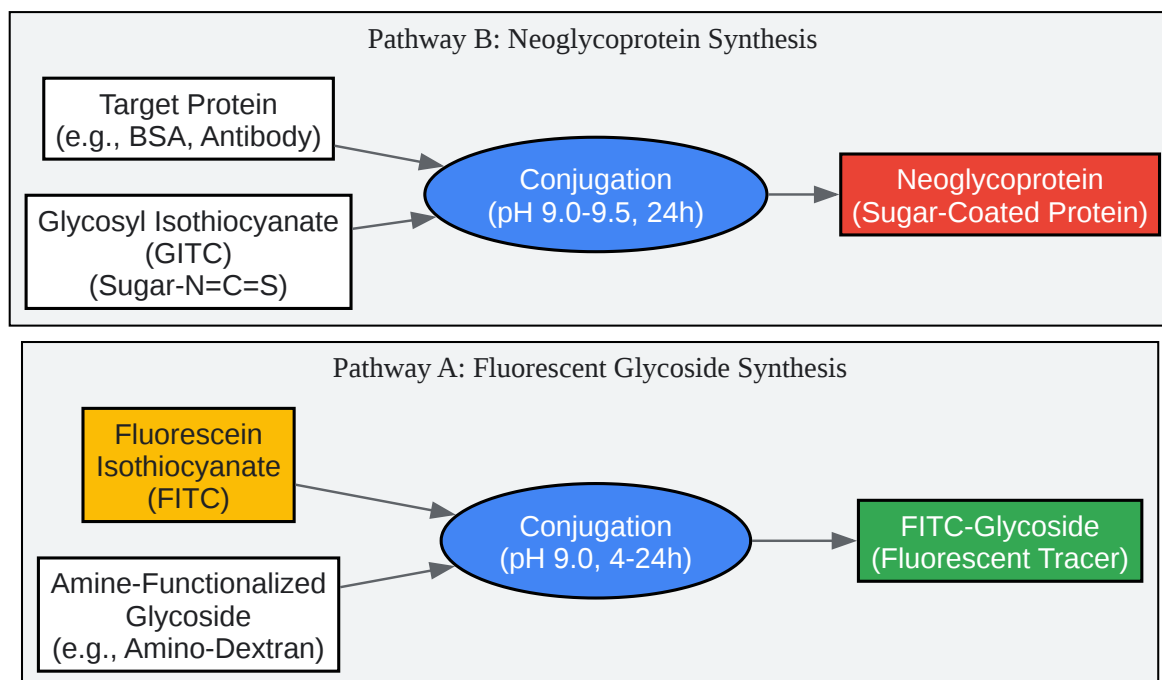 Pathway B: Neoglycoprotein Synthesis
Target Protein
(e.g., BSA, Antibody)
Glycosyl Isothiocyanate
(GITC)
(Sugar-N=C=S)
Conjugation
(pH 9.0-9.5, 24h)
Neoglycoprotein
(Sugar-Coated Protein)
Pathway A: Fluorescent Glycoside Synthesis
Fluorescein
Isothiocyanate
(FITC)
Amine-Functionalized
Glycoside
(e.g., Amino-Dextran)
Conjugation
(pH 9.0, 4-24h)
FITC-Glycoside
(Fluorescent Tracer)